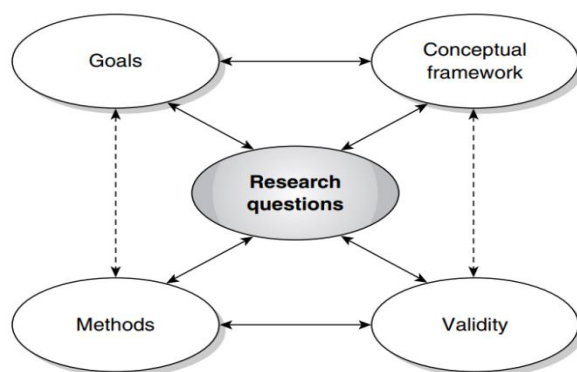 Goals
Conceptual
framework
Research
questions
Methods
Validity